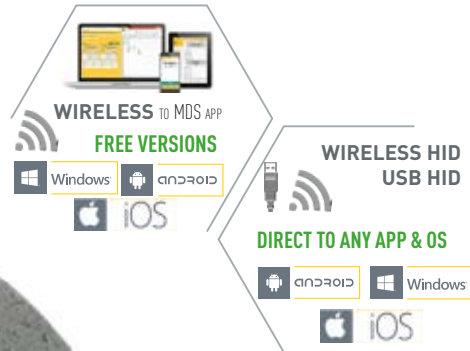 WIRELESS TO MDS APP
FREE VERSIONS
Windows
ANDROID
iOS
WIRELESS HID
USB HID
DIRECT TO ANY APP & OS
ANDROID
Windows
iOS